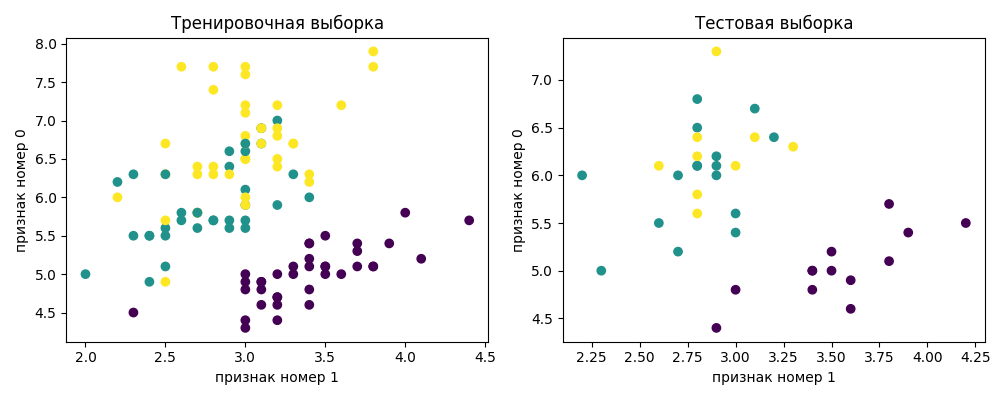 Тренировочная выборка
признак номер 0
8.0
7.5
7.0
6.5
6.0
5.5
5.0
4.5
2.0 2.5 3.0 3.5 4.0 4.5
признак номер 1
Тестовая выборка
признак номер 0
7.0
6.5
6.0
5.5
5.0
4.5
2.25 2.50 2.75 3.00 3.25 3.50 3.75 4.00 4.25
признак номер 1